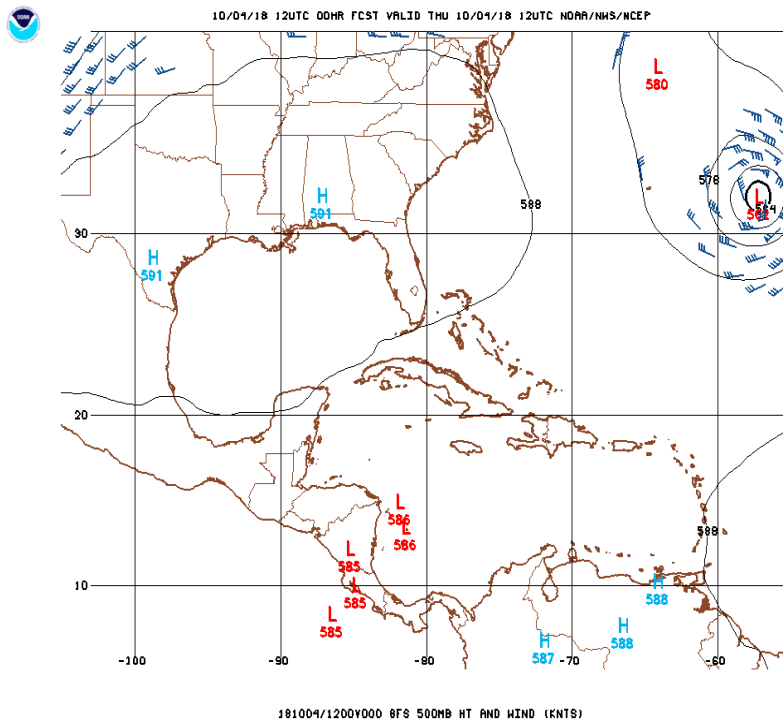 NOAA
10/04/18 12UTC 00HR FCST VALID THU 10/04/18 12UTC NOAA/NWS/NCEP
L
580
578
588
L
564
H
591
30
H
591
20
L
586
L
586
588
L
585
10
L
585
H
588
L
585
H
588
H
587
-100
-90
-80
-70
-60
181004/1200V000 GFS 500MB HT AND WIND (KNTS)